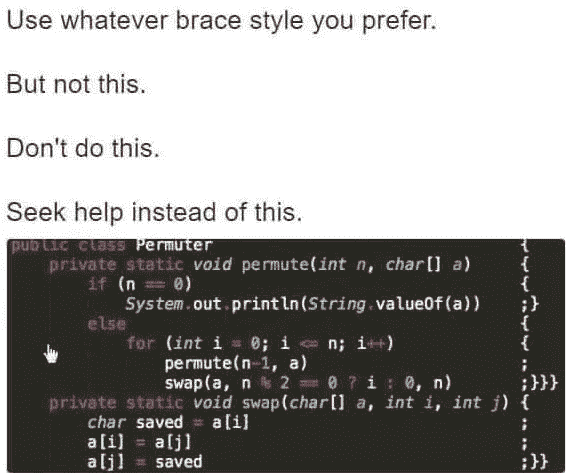 Use whatever brace style you prefer.
But not this.
Don't do this.
Seek help instead of this.
public class Permuter {
private static void permute(int n, char[] a) {
if (n == 0) {
System.out.println(String.valueOf(a)) ;}
else {
for (int i = 0; i <= n; i++) {
permute(n-1, a) ;
swap(a, n % 2 == 0 ? i : 0, n) ;}}}
private static void swap(char[] a, int i, int j) {
char saved = a[i] ;
a[i] = a[j] ;
a[j] = saved ;}}